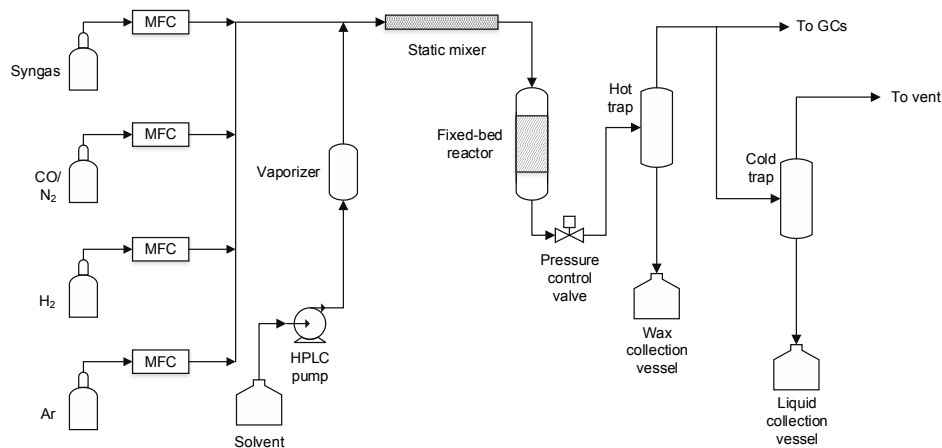 MFC
Syngas
MFC
CO/
N₂
MFC
H₂
MFC
Ar
Vaporizer
HPLC
pump
Solvent
Static mixer
Fixed-bed
reactor
Pressure
control
valve
Hot
trap
Wax
collection
vessel
To GCs
To vent
Cold
trap
Liquid
collection
vessel